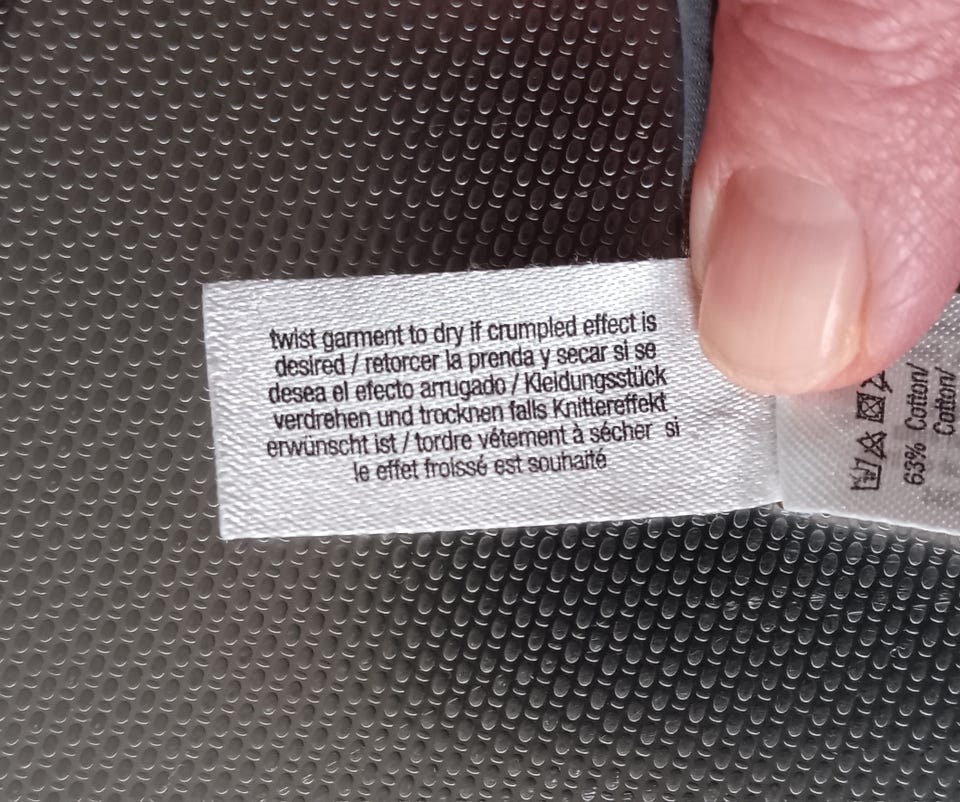 twist garment to dry if crumpled effect is
desired / retorcer la prenda y secar si se
desea el efecto arrugado / Kleidungsstück
verdrehen und trocknen falls Knittereffekt
erwünscht ist / tordre vétement à sécher si
le effet froissé est souhaité
63% Cotton/
Cotton/